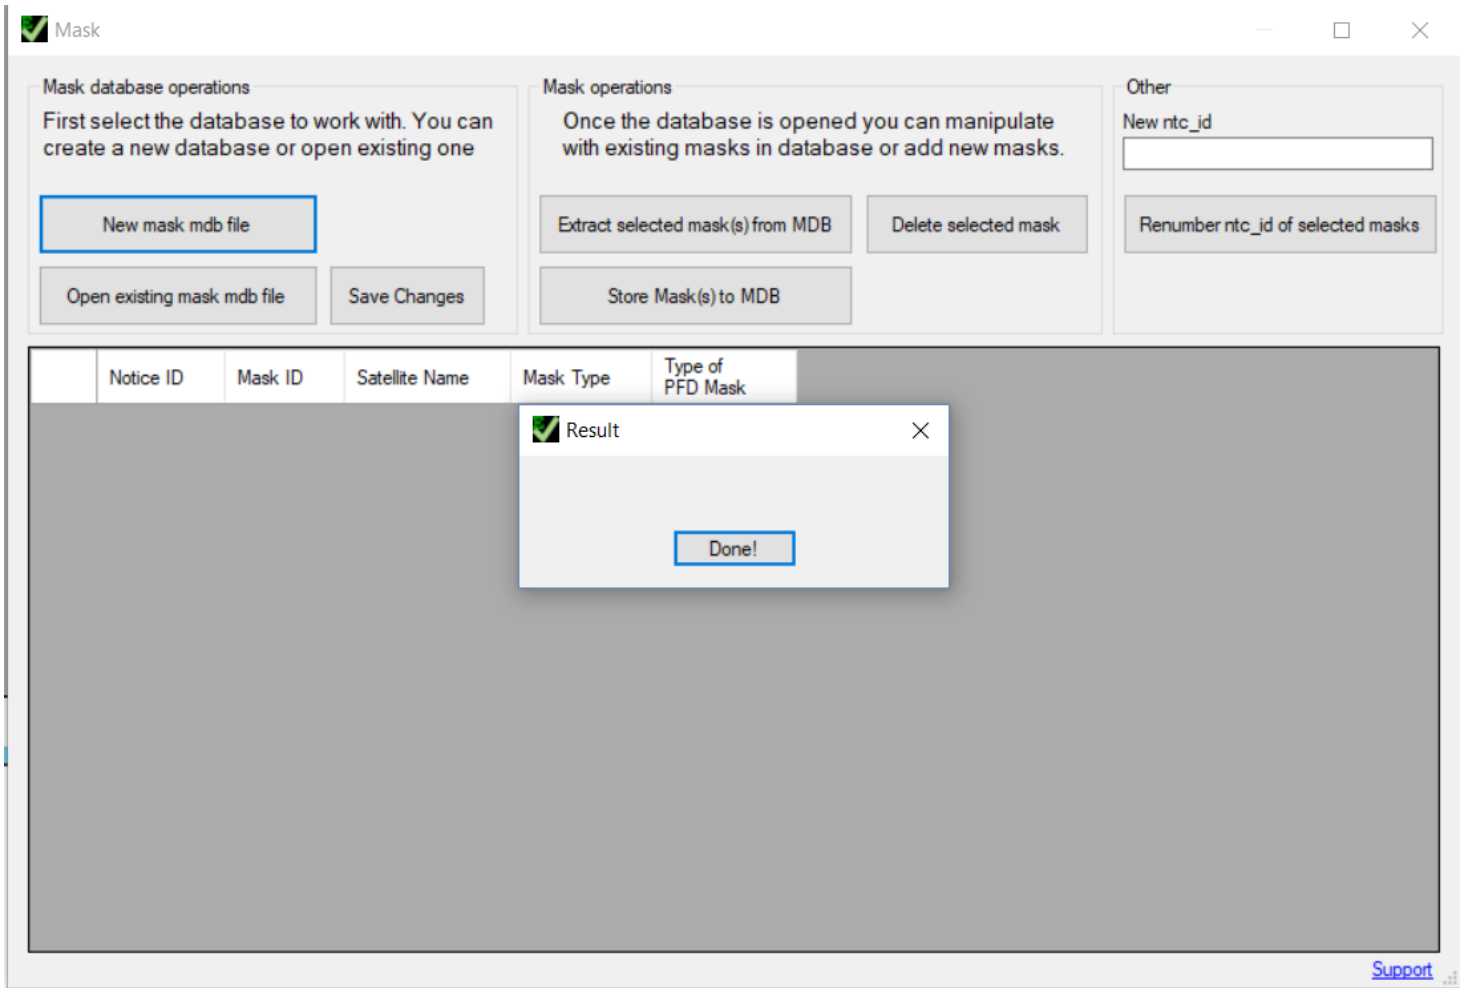 Mask
Mask database operations
First select the database to work with. You can
create a new database or open existing one
New mask mdb file
Open existing mask mdb file
Save Changes
Mask operations
Once the database is opened you can manipulate
with existing masks in database or add new masks.
Extract selected mask(s) from MDB
Delete selected mask
Store Mask(s) to MDB
Other
New ntc_id
Renumber ntc_id of selected masks
Notice ID
Mask ID
Satellite Name
Mask Type
Type of
PFD Mask
Result
Done!
Support